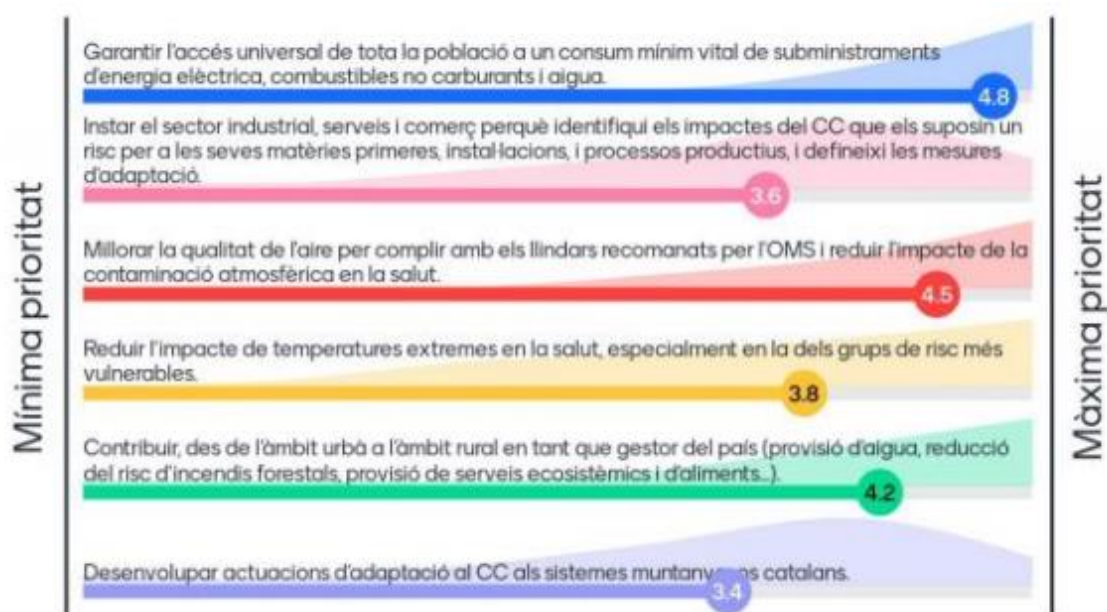 Mínima prioritat
Garantir l'accés universal de tota la població a un consum mínim vital de subministraments
d'energia elèctrica, combustibles no carburants i aigua.
4.8
Instar el sector industrial, serveis i comerç perquè identifiqui els impactes del CC que els suposin un
risc per a les seves matèries primeres, instal·lacions, i processos productius, i defineixi les mesures
d'adaptació.
3.6
Millorar la qualitat de l'aire per complir amb els llindars recomanats per l'OMS i reduir l'impacte de la
contaminació atmosfèrica en la salut.
4.5
Reduir l'impacte de temperatures extremes en la salut, especialment en la dels grups de risc més
vulnerables.
3.8
Contribuir, des de l'àmbit urbà a l'àmbit rural en tant que gestor del país (provisió d'aigua, reducció
del risc d'incendis forestals, provisió de serveis ecosistèmics i d'aliments...).
4.2
Desenvolupar actuacions d'adaptació al CC als sistemes catalans.
3.4
Màxima prioritat